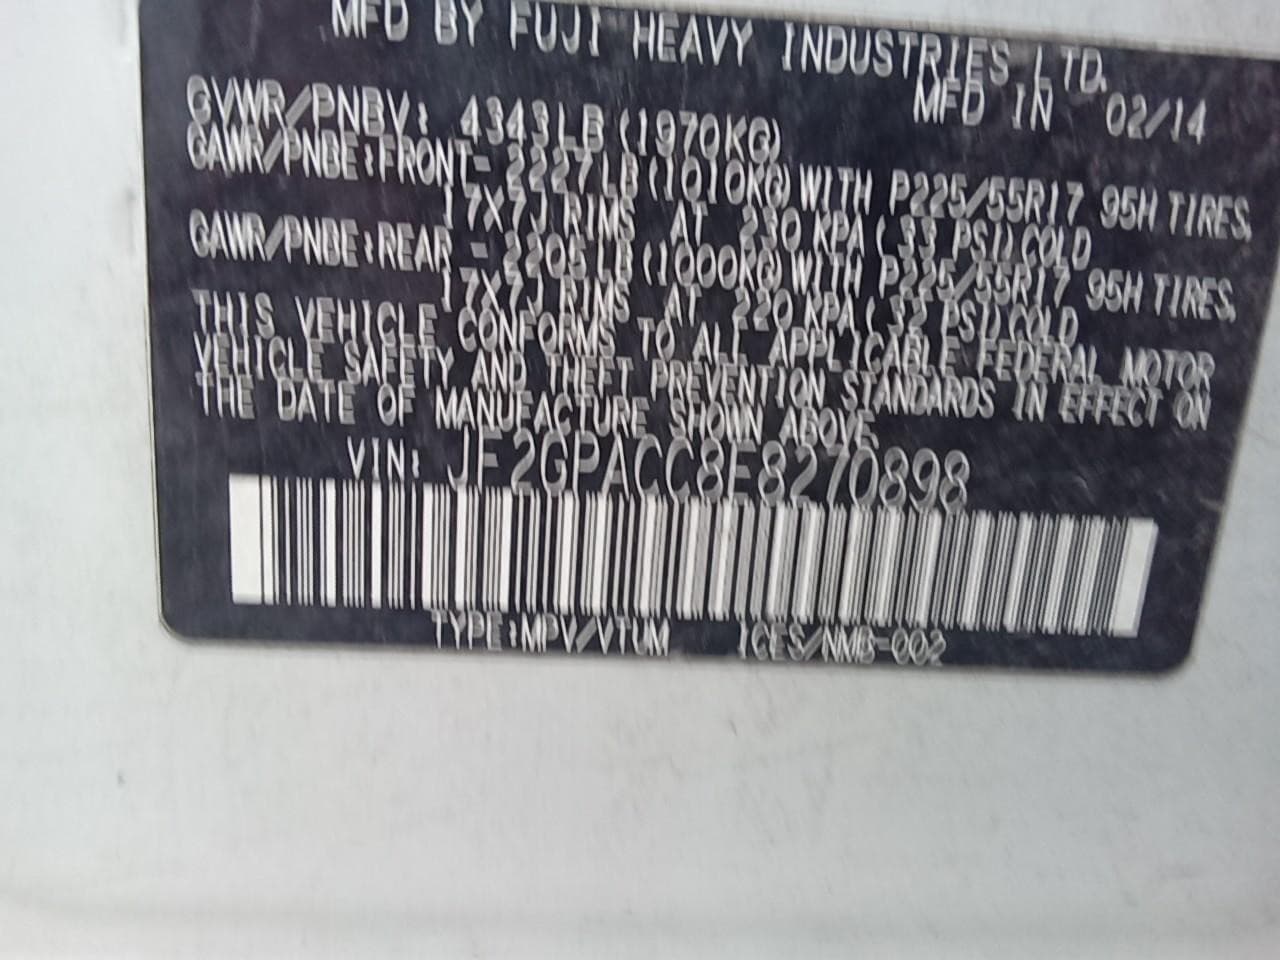 MFD BY FUJI HEAVY INDUSTRIES LTD.
MFD IN 02/14
GVWR/PNBV: 4343LB (1970KG)
GAWR/PNBE:FRONT- 2227LB (1010KG) WITH P225/55R17 95H TIRES,
17X7J RIMS AT 230 KPA ( 33 PSI) COLD
GAWR/PNBE:REAR - 2205LB (1000KG) WITH P225/55R17 95H TIRES,
17X7J RIMS AT 220 KPA ( 32 PSI) COLD
THIS VEHICLE CONFORMS TO ALL APPLICABLE FEDERAL MOTOR
VEHICLE SAFETY AND THEFT PREVENTION STANDARDS IN EFFECT ON
THE DATE OF MANUFACTURE SHOWN ABOVE.
VIN: JF2GPACC8E8270898
TYPE:MPV/VTUM ICES/NMB-002